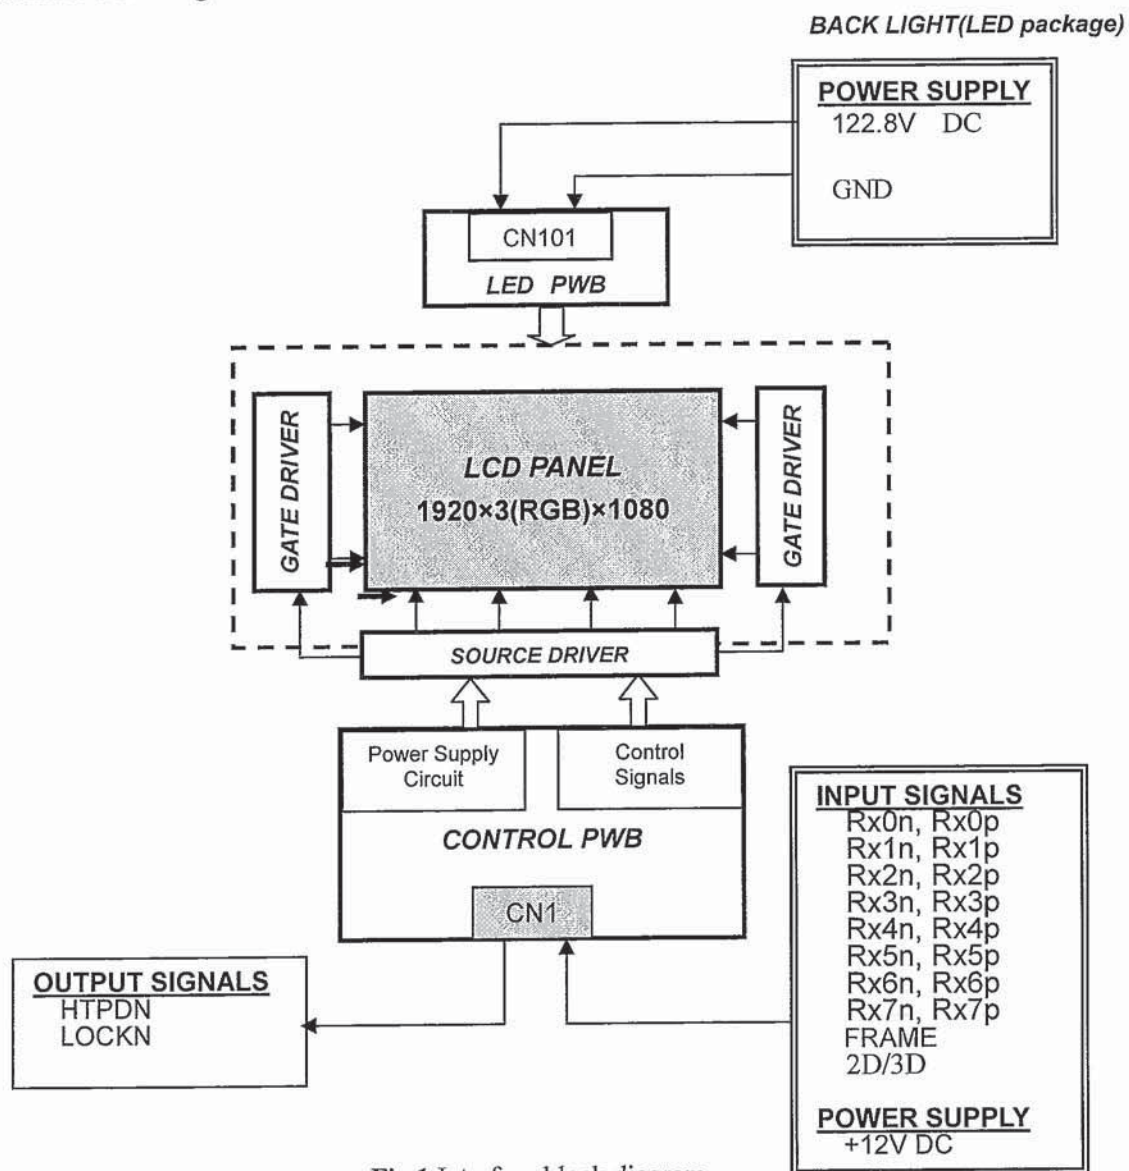 BACK LIGHT(LED package)
POWER SUPPLY
122.8V DC
GND
CN101
LED PWB
GATE DRIVER
LCD PANEL
1920×3(RGB)×1080
GATE DRIVER
SOURCE DRIVER
Power Supply
Circuit
Control
Signals
CONTROL PWB
CN1
INPUT SIGNALS
Rx0n, Rx0p
Rx1n, Rx1p
Rx2n, Rx2p
Rx3n, Rx3p
Rx4n, Rx4p
Rx5n, Rx5p
Rx6n, Rx6p
Rx7n, Rx7p
FRAME
2D/3D
POWER SUPPLY
+12V DC
OUTPUT SIGNALS
HTPDN
LOCKN